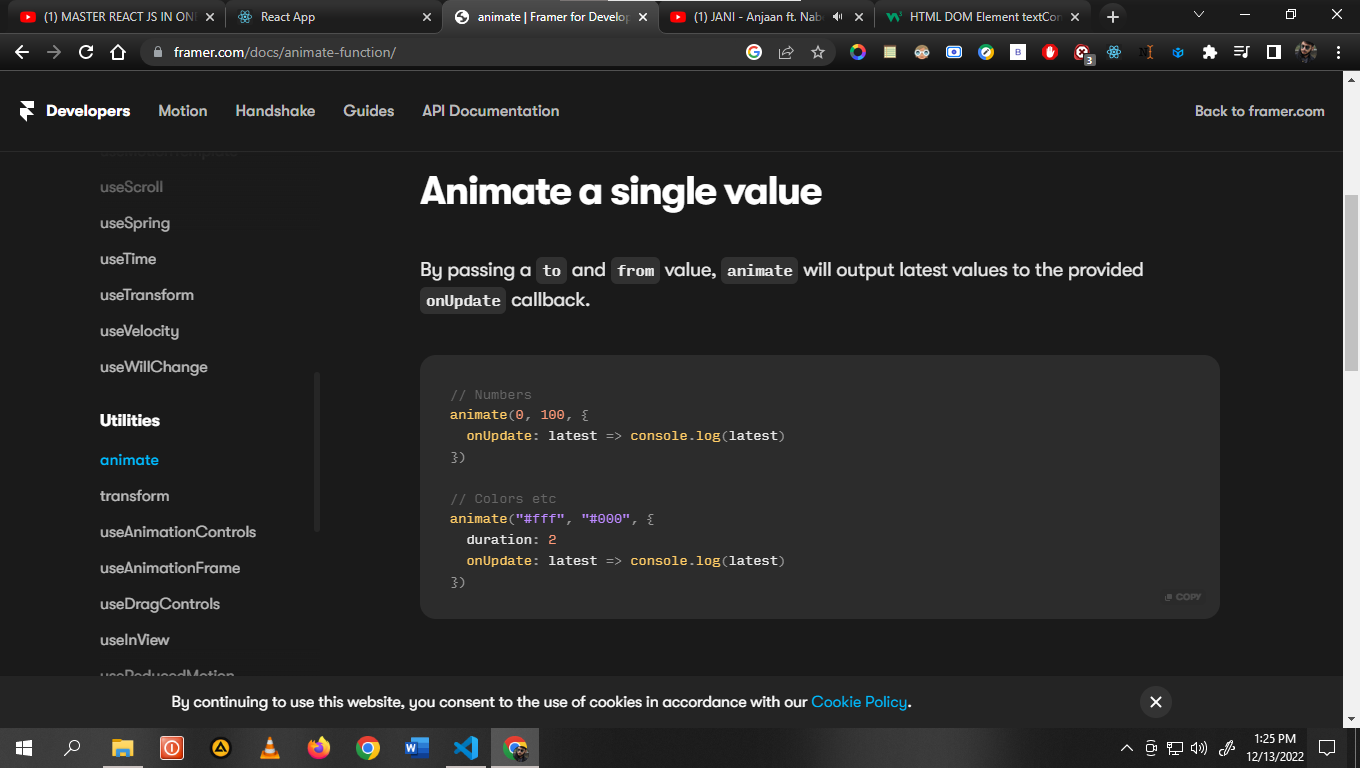 (1) MASTER REACT JS IN ONE
React App
animate | Framer for Develop
(1) JANI - Anjaan ft. Nab
HTML DOM Element textCon
framer.com/docs/animate-function/
3
Developers
Motion
Handshake
Guides
API Documentation
Back to framer.com
useScroll
useSpring
useTime
useTransform
useVelocity
useWillChange
Utilities
animate
transform
useAnimationControls
useAnimationFrame
useDragControls
useInView
useReducedMotion
Animate a single value
By passing a to and from value, animate will output latest values to the provided
onUpdate callback.
// Numbers
animate(0, 100, {
onUpdate: latest => console.log(latest)
})
// Colors etc
animate("#fff", "#000", {
duration: 2
onUpdate: latest => console.log(latest)
})
COPY
By continuing to use this website, you consent to the use of cookies in accordance with our Cookie Policy.
1:25 PM
12/13/2022